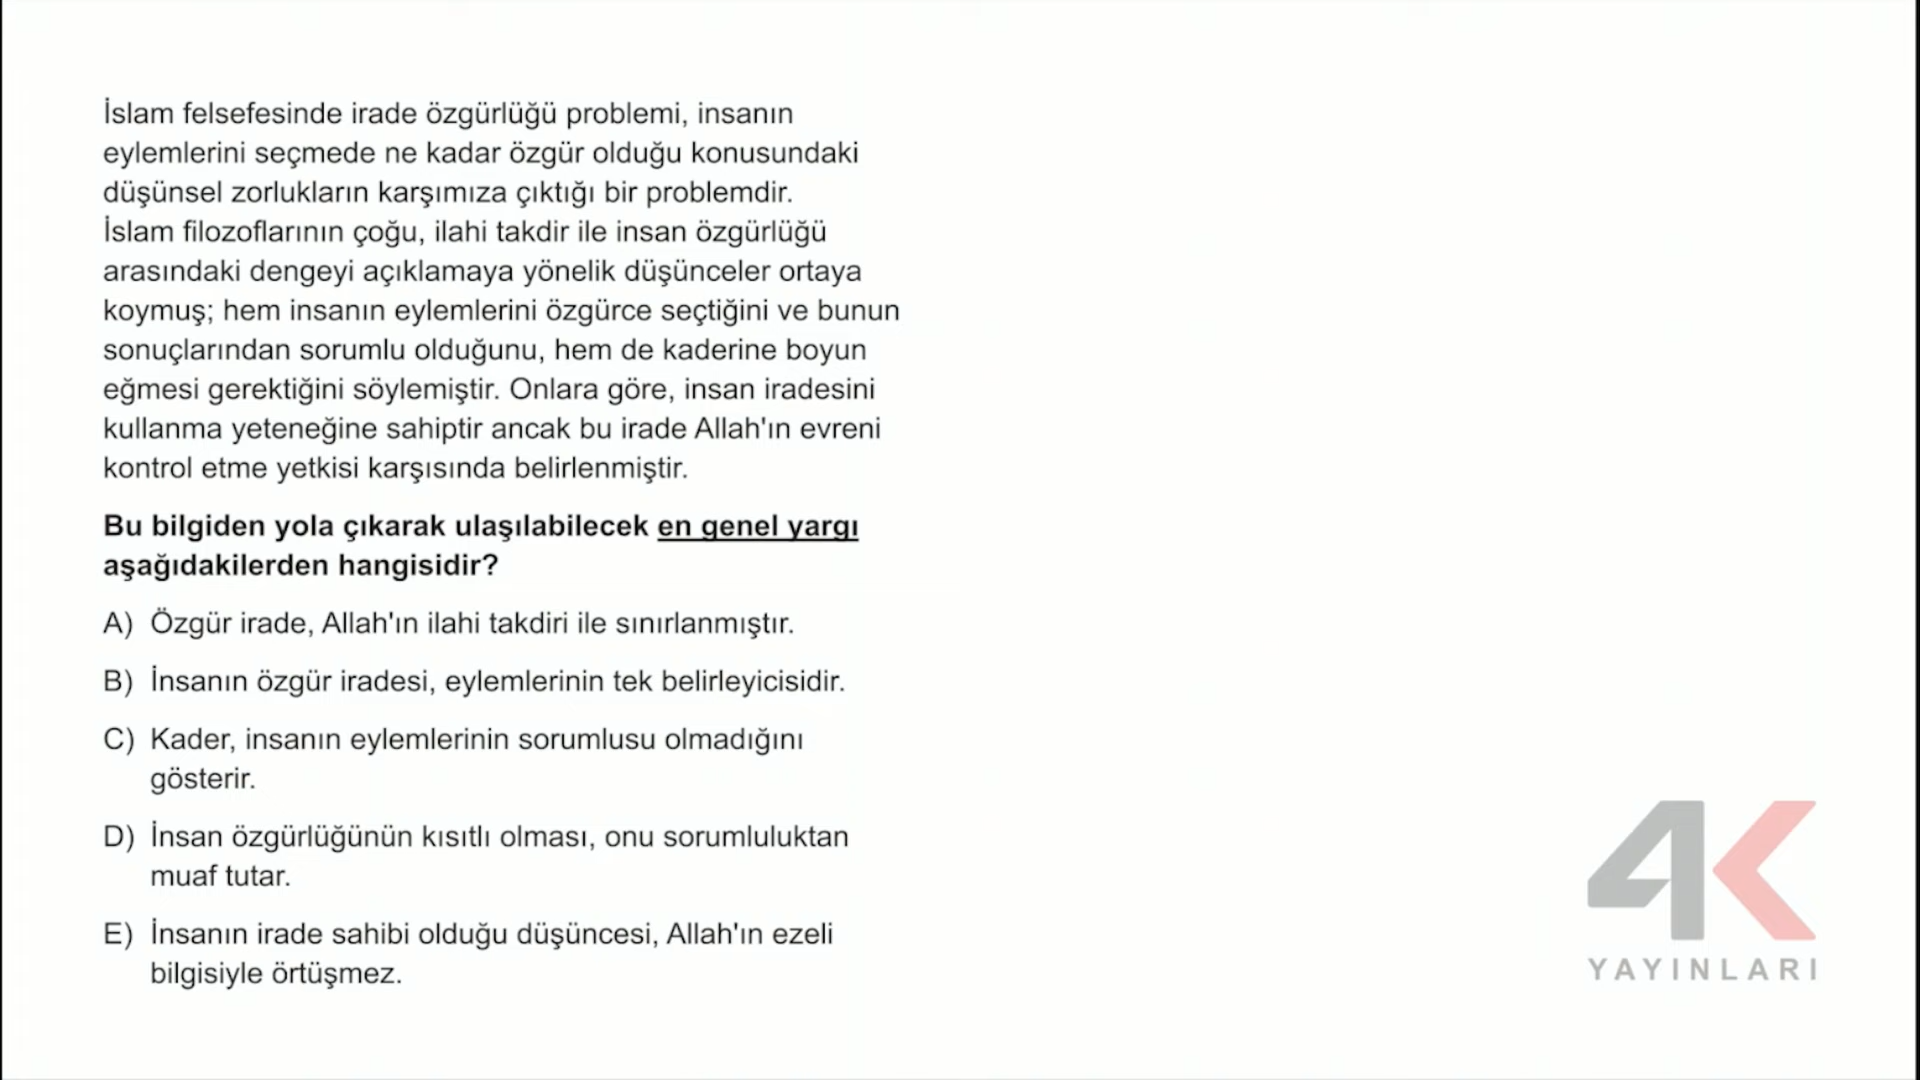 İslam felsefesinde irade özgürlüğü problemi, insanın
eylemlerini seçmede ne kadar özgür olduğu konusundaki
düşünsel zorlukların karşımıza çıktığı bir problemdir.
İslam filozoflarının çoğu, ilahi takdir ile insan özgürlüğü
arasındaki dengeyi açıklamaya yönelik düşünceler ortaya
koymuş; hem insanın eylemlerini özgürce seçtiğini ve bunun
sonuçlarından sorumlu olduğunu, hem de kaderine boyun
eğmesi gerektiğini söylemiştir. Onlara göre, insan iradesini
kullanma yeteneğine sahiptir ancak bu irade Allah'ın evreni
kontrol etme yetkisi karşısında belirlenmiştir.
Bu bilgiden yola çıkarak ulaşılabilecek en genel yargı
aşağıdakilerden hangisidir?
A) Özgür irade, Allah'ın ilahi takdiri ile sınırlanmıştır.
B) İnsanın özgür iradesi, eylemlerinin tek belirleyicisidir.
C) Kader, insanın eylemlerinin sorumlusu olmadığını
gösterir.
D) İnsan özgürlüğünün kısıtlı olması, onu sorumluluktan
muaf tutar.
E) İnsanın irade sahibi olduğu düşüncesi, Allah'ın ezeli
bilgisiyle örtüşmez.
4K
YAYINLARI